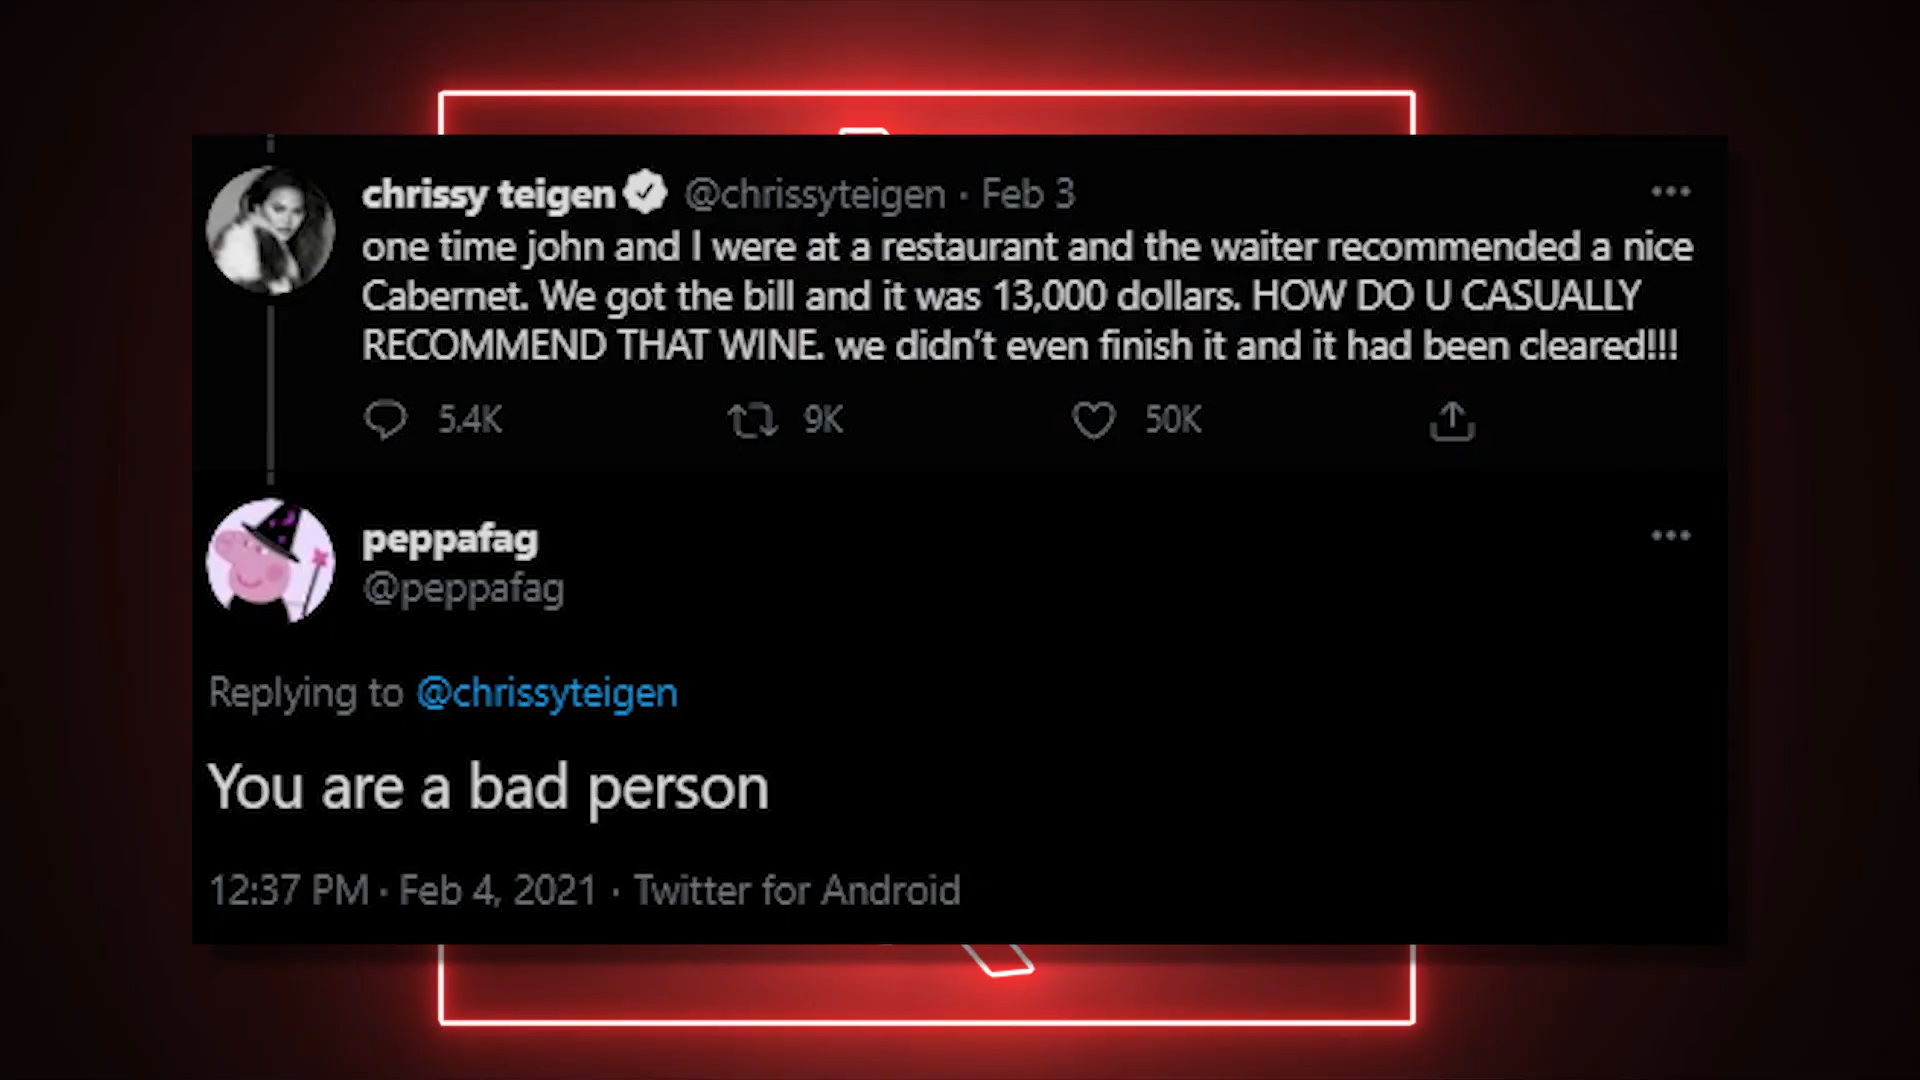 chrissy teigen @chrissyteigen · Feb 3
one time john and I were at a restaurant and the waiter recommended a nice
Cabernet. We got the bill and it was 13,000 dollars. HOW DO U CASUALLY
RECOMMEND THAT WINE. we didn’t even finish it and it had been cleared!!!
5.4K 9K 50K
peppafag
@peppafag
Replying to @chrissyteigen
You are a bad person
12:37 PM · Feb 4, 2021 · Twitter for Android